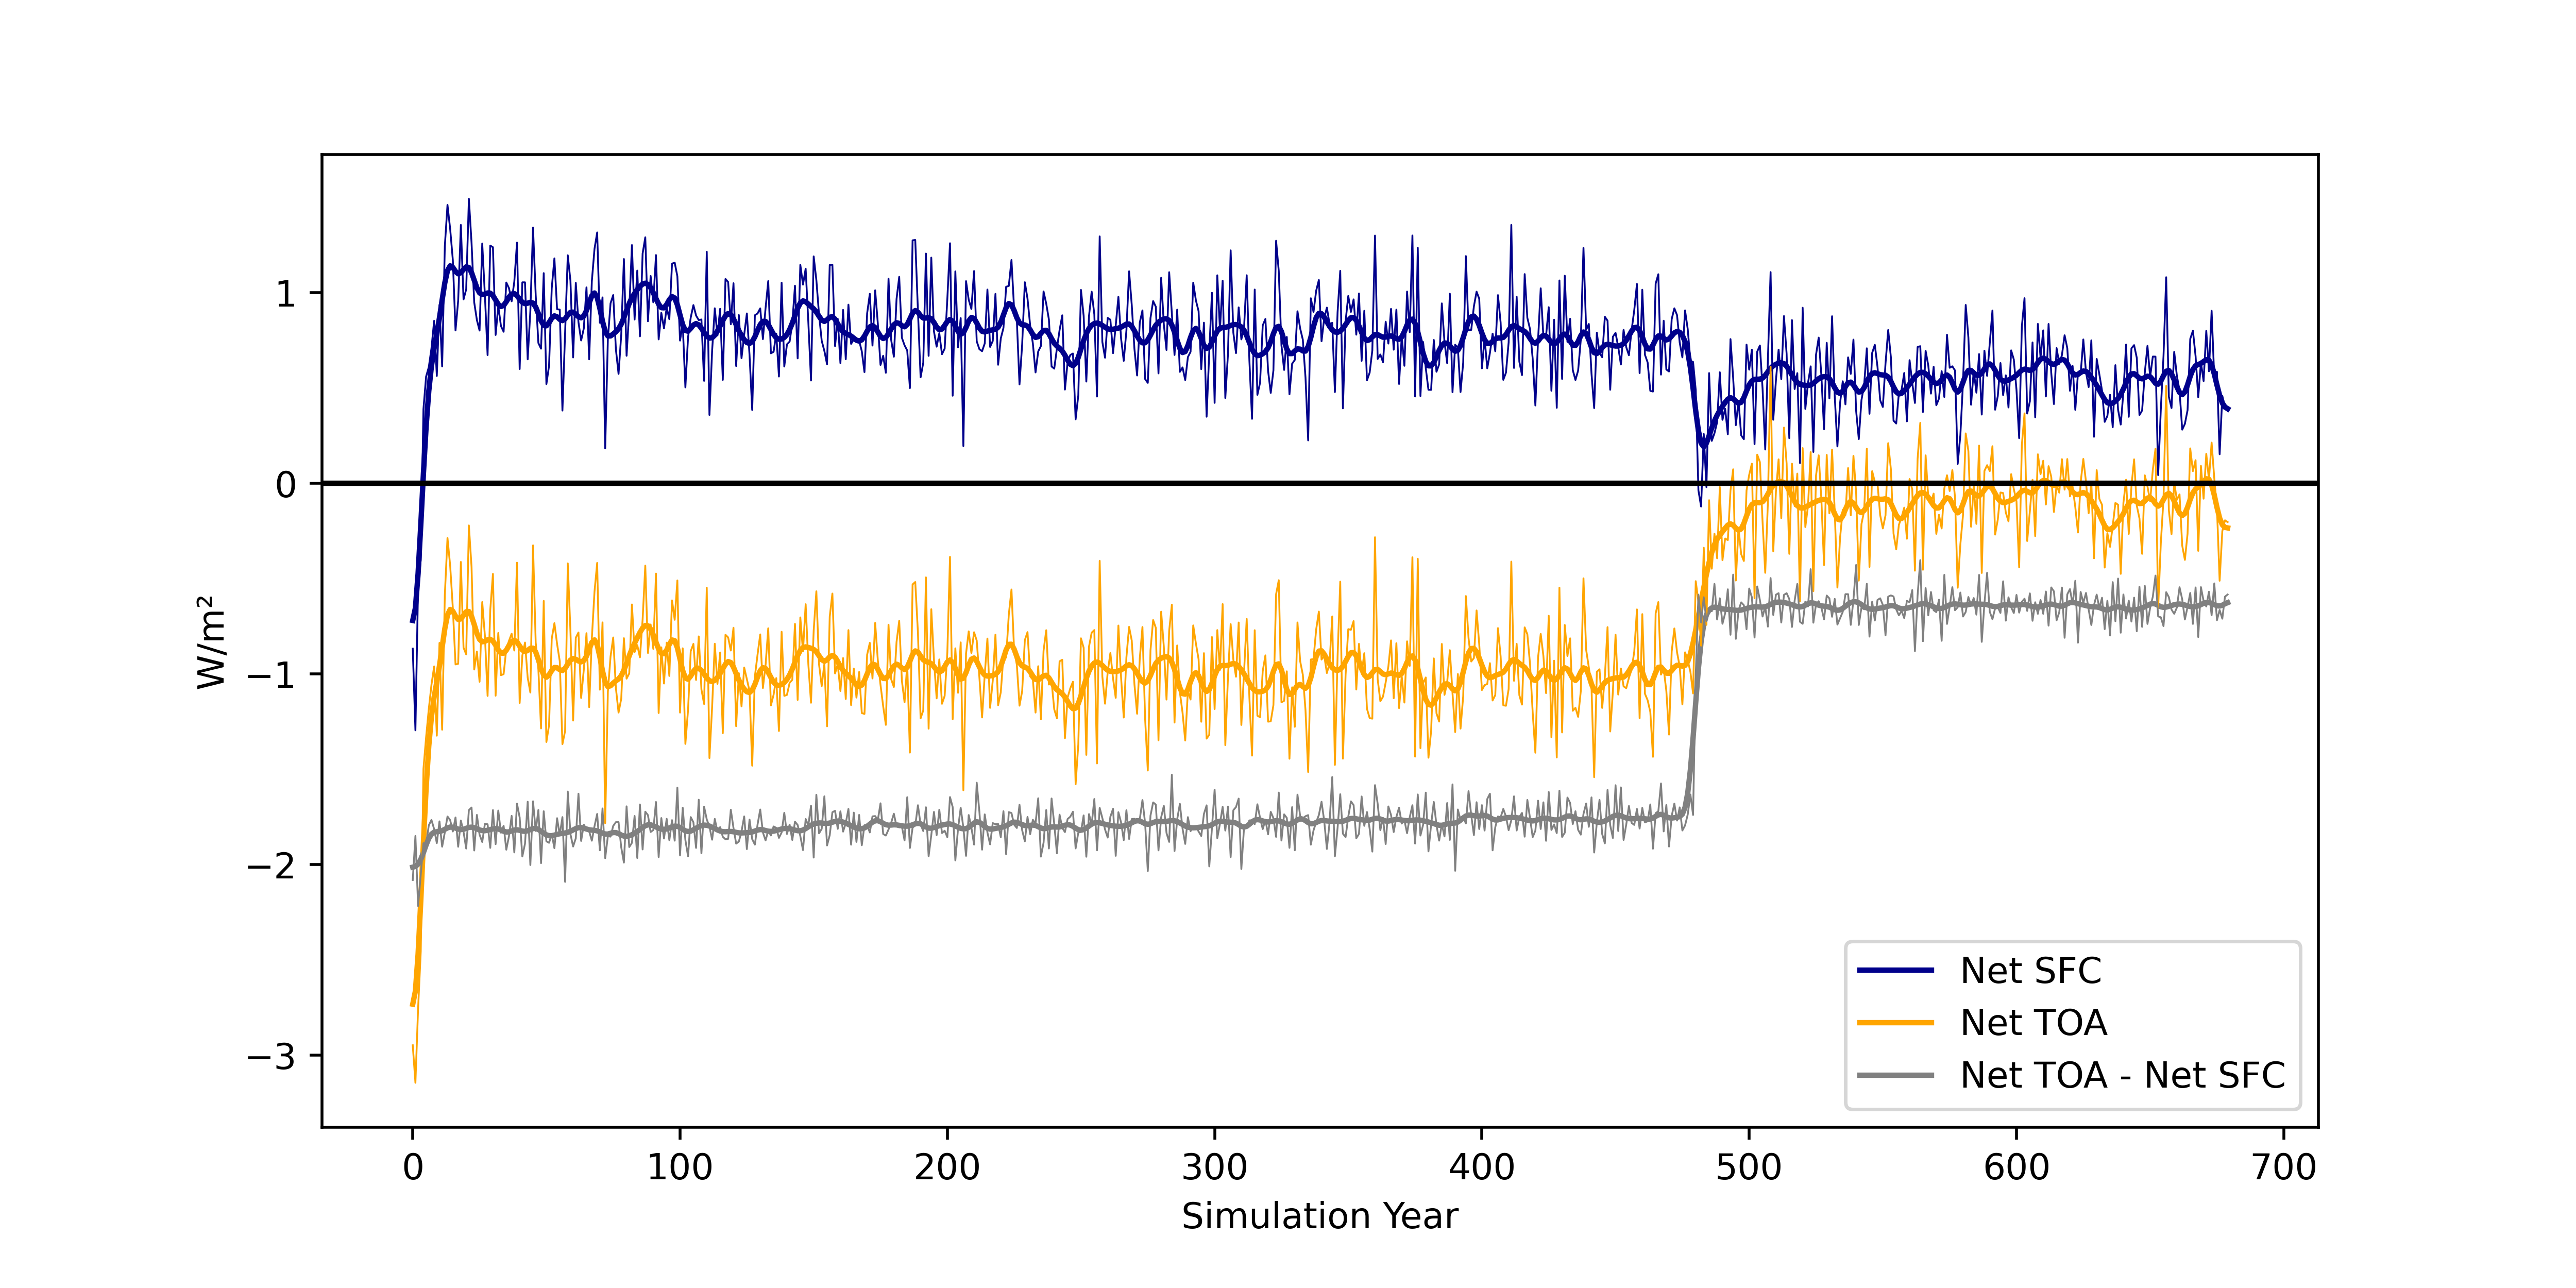 W/m²
1
0
−1
−2
−3
0 100 200 300 400 500 600 700
Simulation Year
Net SFC
Net TOA
Net TOA - Net SFC